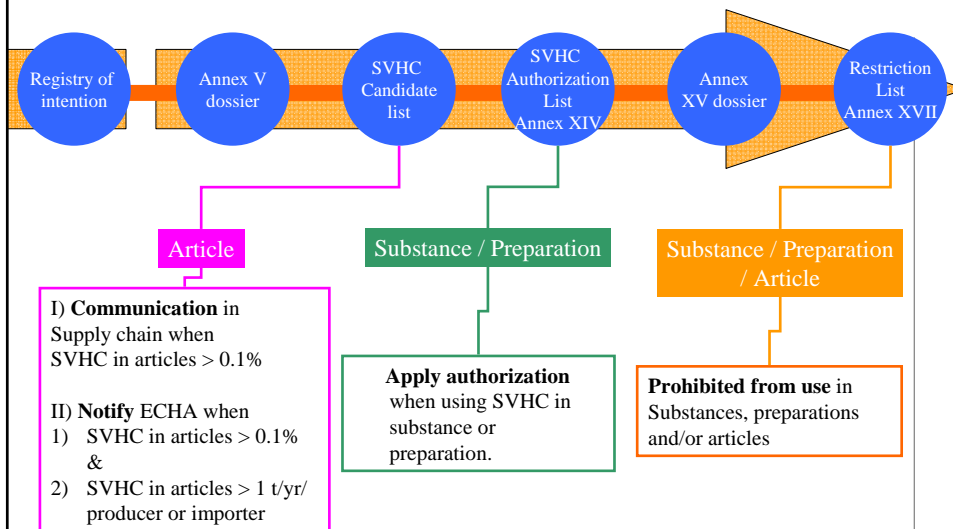 Registry of
intention
Annex V
dossier
SVHC
Candidate
list
SVHC
Authorization
List
Annex XIV
Annex
XV dossier
Restriction
List
Annex XVII
Article
Substance / Preparation
Substance / Preparation
/ Article
I) Communication in
Supply chain when
SVHC in articles > 0.1%
II) Notify ECHA when
1) SVHC in articles > 0.1%
&
2) SVHC in articles > 1 t/yr/
producer or importer
Apply authorization
when using SVHC in
substance or
preparation.
Prohibited from use in
Substances, preparations
and/or articles